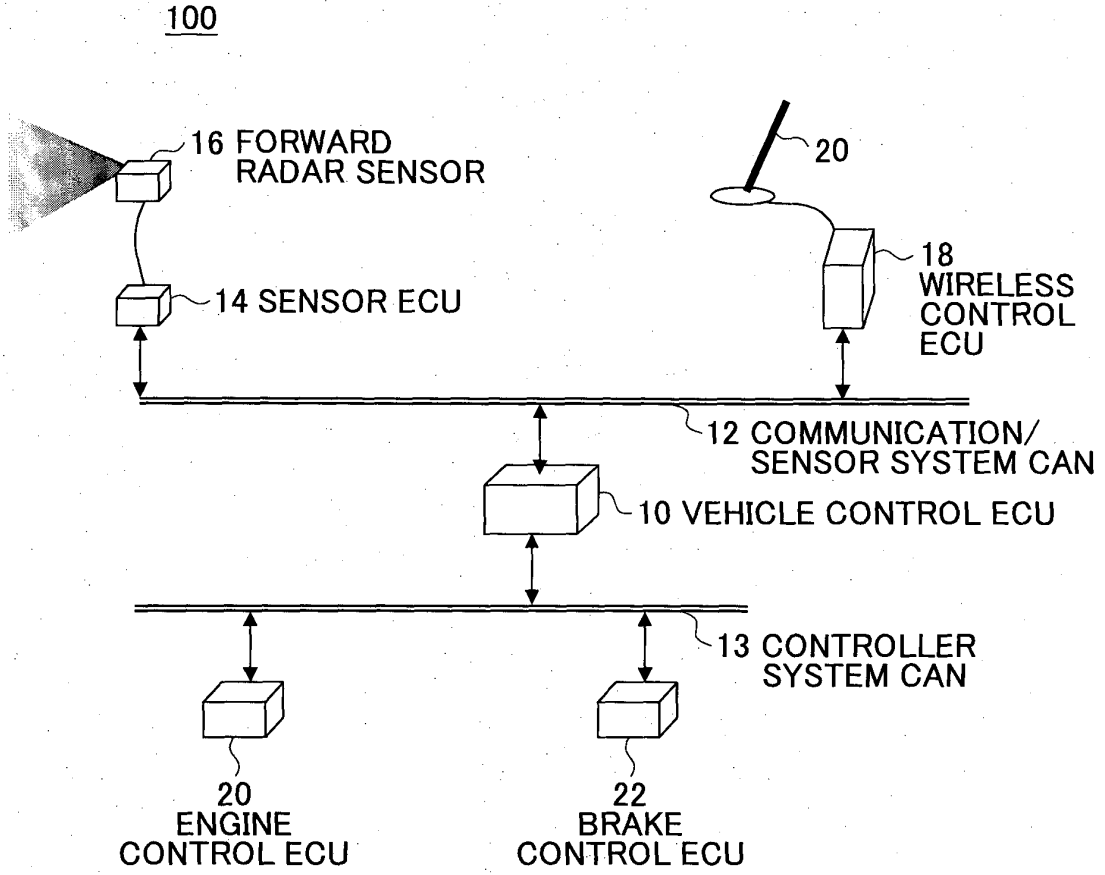 100
16 FORWARD
RADAR SENSOR
20
18
WIRELESS
CONTROL
ECU
14 SENSOR ECU
12 COMMUNICATION/
SENSOR SYSTEM CAN
10 VEHICLE CONTROL ECU
13 CONTROLLER
SYSTEM CAN
20
ENGINE
CONTROL ECU
22
BRAKE
CONTROL ECU